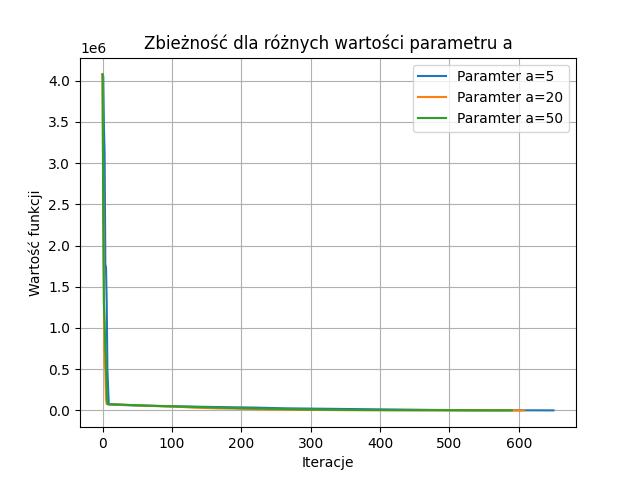 Zbieżność dla różnych wartości parametru a
1e6
4.0
3.5
3.0
2.5
2.0
1.5
1.0
0.5
0.0
Wartość funkcji
Paramter a=5
Paramter a=20
Paramter a=50
0 100 200 300 400 500 600
Iteracje